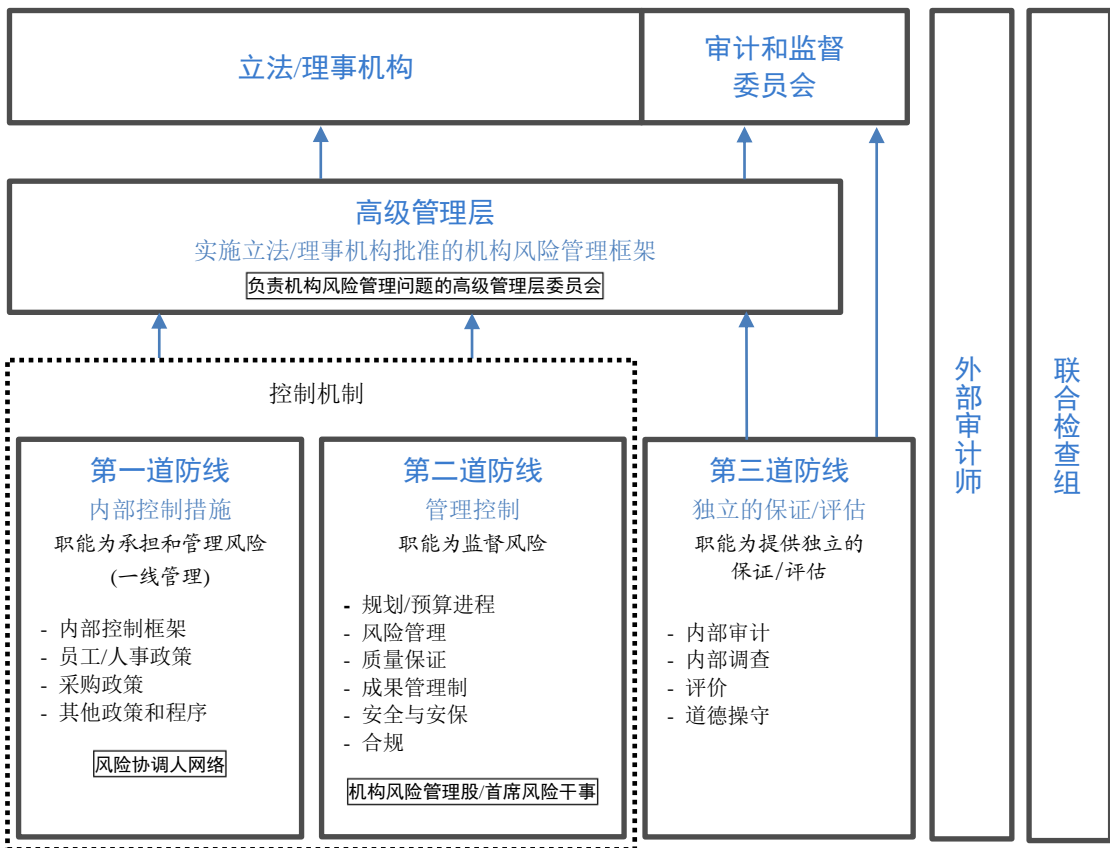 立法/理事机构
审计和监督
委员会
高级管理层
实施立法/理事机构批准的机构风险管理框架
负责机构风险管理问题的高级管理层委员会
控制机制
第一道防线
内部控制措施
职能为承担和管理风险
(一线管理)
- 内部控制框架
- 员工/人事政策
- 采购政策
- 其他政策和程序
风险协调人网络
第二道防线
管理控制
职能为监督风险
- 规划/预算进程
- 风险管理
- 质量保证
- 成果管理制
- 安全与安保
- 合规
机构风险管理股/首席风险干事
第三道防线
独立的保证/评估
职能为提供独立的
保证/评估
- 内部审计
- 内部调查
- 评价
- 道德操守
外部审计师
联合检查组